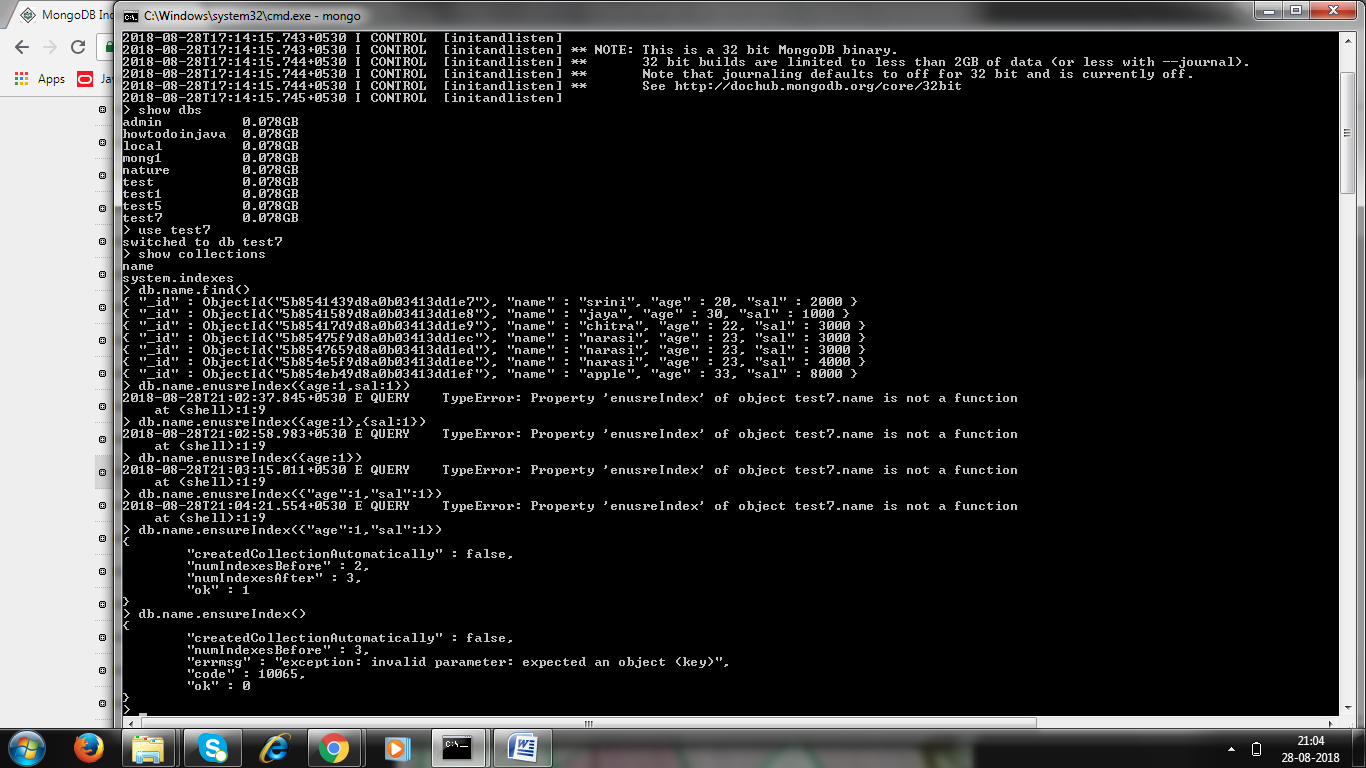 MongoDB Ind
C:\Windows\system32\cmd.exe - mongo
Apps
Ja
2018-08-28T17:14:15.743+0530 I CONTROL  [initandlisten]
2018-08-28T17:14:15.743+0530 I CONTROL  [initandlisten] ** NOTE: This is a 32 bit MongoDB binary.
2018-08-28T17:14:15.744+0530 I CONTROL  [initandlisten] **       32 bit builds are limited to less than 2GB of data (or less with --journal).
2018-08-28T17:14:15.744+0530 I CONTROL  [initandlisten] **       Note that journaling defaults to off for 32 bit and is currently off.
2018-08-28T17:14:15.744+0530 I CONTROL  [initandlisten] **       See http://dochub.mongodb.org/core/32bit
2018-08-28T17:14:15.745+0530 I CONTROL  [initandlisten]
> show dbs
admin          0.078GB
howtodoinjava  0.078GB
local          0.078GB
mong1          0.078GB
nature         0.078GB
test           0.078GB
test1          0.078GB
test5          0.078GB
test7          0.078GB
> use test7
switched to db test7
> show collections
name
system.indexes
> db.name.find()
{ "_id" : ObjectId("5b8541439d8a0b03413dd1e7"), "name" : "srini", "age" : 20, "sal" : 2000 }
{ "_id" : ObjectId("5b8541589d8a0b03413dd1e8"), "name" : "jaya", "age" : 30, "sal" : 1000 }
{ "_id" : ObjectId("5b85417d9d8a0b03413dd1e9"), "name" : "chitra", "age" : 22, "sal" : 3000 }
{ "_id" : ObjectId("5b85475f9d8a0b03413dd1ec"), "name" : "narasi", "age" : 23, "sal" : 3000 }
{ "_id" : ObjectId("5b8547659d8a0b03413dd1ed"), "name" : "narasi", "age" : 23, "sal" : 3000 }
{ "_id" : ObjectId("5b854e5f9d8a0b03413dd1ee"), "name" : "narasi", "age" : 23, "sal" : 4000 }
{ "_id" : ObjectId("5b854eb49d8a0b03413dd1ef"), "name" : "apple", "age" : 33, "sal" : 8000 }
> db.name.enusreIndex({age:1,sal:1})
2018-08-28T21:02:37.845+0530 E QUERY    TypeError: Property 'enusreIndex' of object test7.name is not a function
    at (shell):1:9
> db.name.enusreIndex({age:1},{sal:1})
2018-08-28T21:02:58.983+0530 E QUERY    TypeError: Property 'enusreIndex' of object test7.name is not a function
    at (shell):1:9
> db.name.enusreIndex({age:1})
2018-08-28T21:03:15.011+0530 E QUERY    TypeError: Property 'enusreIndex' of object test7.name is not a function
    at (shell):1:9
> db.name.enusreIndex({"age":1,"sal":1})
2018-08-28T21:04:21.554+0530 E QUERY    TypeError: Property 'enusreIndex' of object test7.name is not a function
    at (shell):1:9
> db.name.ensureIndex({"age":1,"sal":1})
{
        "createdCollectionAutomatically" : false,
        "numIndexesBefore" : 2,
        "numIndexesAfter" : 3,
        "ok" : 1
}
> db.name.ensureIndex()
{
        "createdCollectionAutomatically" : false,
        "numIndexesBefore" : 3,
        "errmsg" : "exception: invalid parameter: expected an object (key)",
        "code" : 10065,
        "ok" : 0
}
>
21:04
28-08-2018